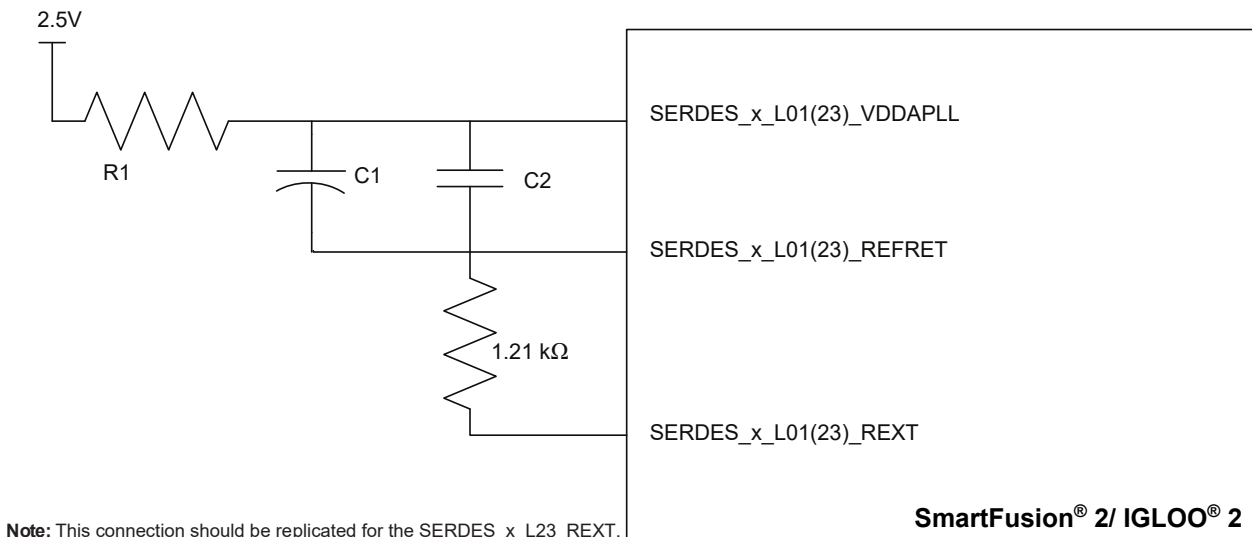 2.5V
SERDES_x_L01(23)_VDDAPLL
R1
C1
C2
SERDES_x_L01(23)_REFRET
1.21 kΩ
SERDES_x_L01(23)_REXT
SmartFusion® 2/ IGLOO® 2
Note: This connection should be replicated for the SERDES_x_L23_REXT.